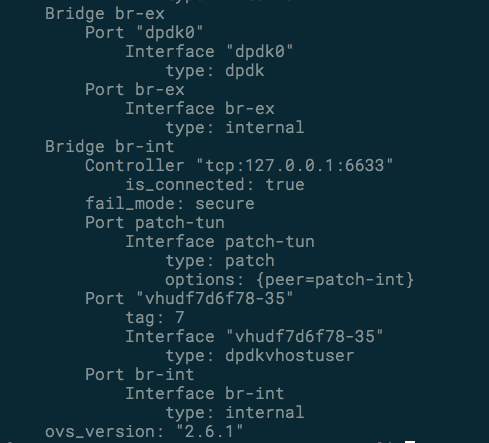 Bridge br-ex
Port "dpdk0"
Interface "dpdk0"
type: dpdk
Port br-ex
Interface br-ex
type: internal
Bridge br-int
Controller "tcp:127.0.0.1:6633"
is_connected: true
fail_mode: secure
Port patch-tun
Interface patch-tun
type: patch
options: {peer=patch-int}
Port "vhudf7d6f78-35"
tag: 7
Interface "vhudf7d6f78-35"
type: dpdkvhostuser
Port br-int
Interface br-int
type: internal
ovs_version: "2.6.1"